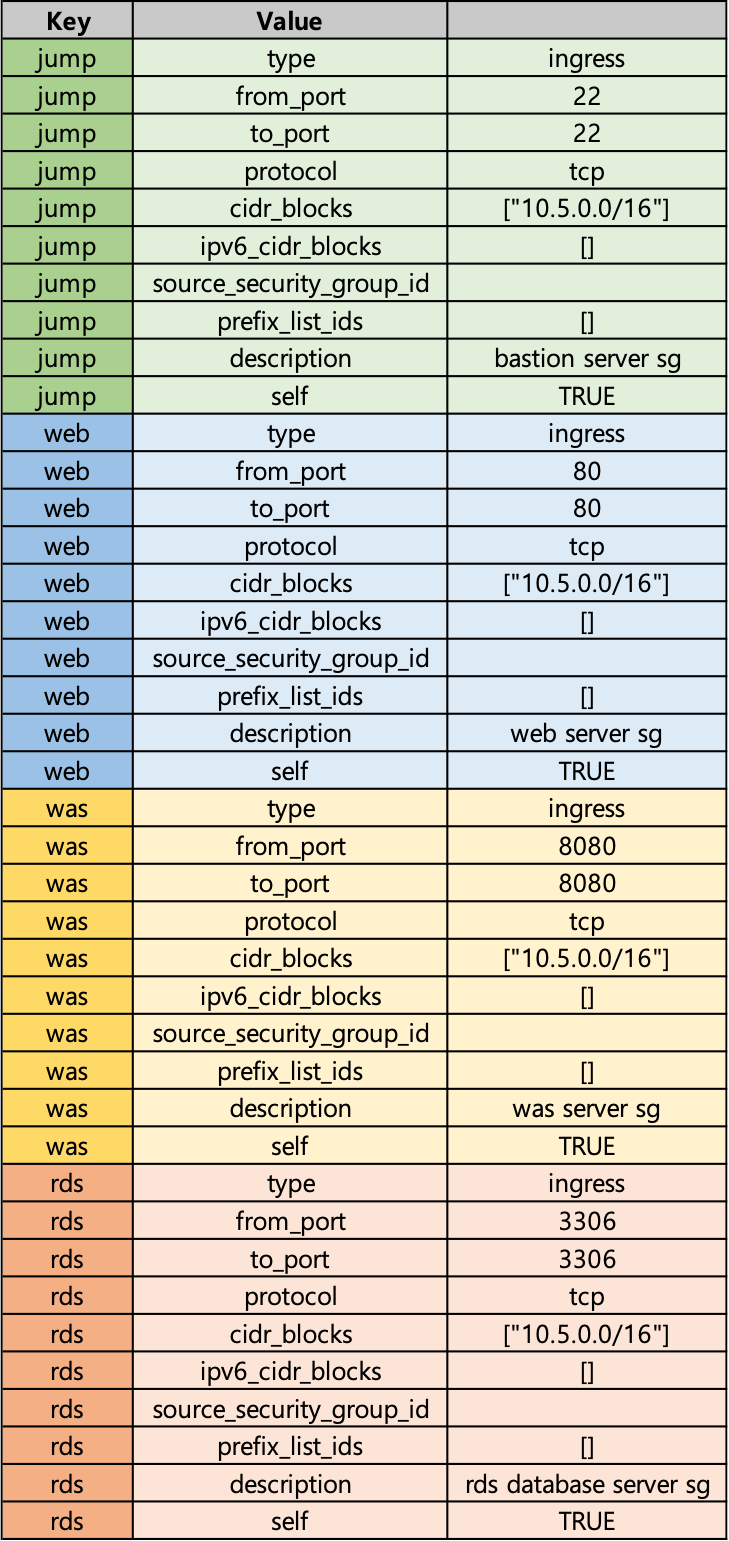 Key Value
jump type ingress
jump from_port 22
jump to_port 22
jump protocol tcp
jump cidr_blocks ["10.5.0.0/16"]
jump ipv6_cidr_blocks []
jump source_security_group_id
jump prefix_list_ids []
jump description bastion server sg
jump self TRUE
web type ingress
web from_port 80
web to_port 80
web protocol tcp
web cidr_blocks ["10.5.0.0/16"]
web ipv6_cidr_blocks []
web source_security_group_id
web prefix_list_ids []
web description web server sg
web self TRUE
was type ingress
was from_port 8080
was to_port 8080
was protocol tcp
was cidr_blocks ["10.5.0.0/16"]
was ipv6_cidr_blocks []
was source_security_group_id
was prefix_list_ids []
was description was server sg
was self TRUE
rds type ingress
rds from_port 3306
rds to_port 3306
rds protocol tcp
rds cidr_blocks ["10.5.0.0/16"]
rds ipv6_cidr_blocks []
rds source_security_group_id
rds prefix_list_ids []
rds description rds database server sg
rds self TRUE